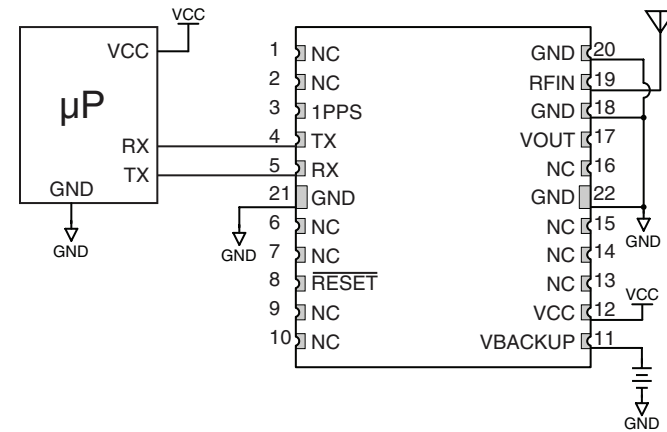 VCC
VCC
µP
RX
TX
GND
GND
1 NC
2 NC
3 1PPS
4 TX
5 RX
21 GND
GND
6 NC
7 NC
8 RESET
9 NC
10 NC
GND 20
RFIN 19
GND 18
VOUT 17
NC 16
GND 22
NC 15
GND
NC 14
NC 13
VCC
VCC 12
VBACKUP 11
GND